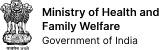 Ministry of Health and
Family Welfare
Government of India